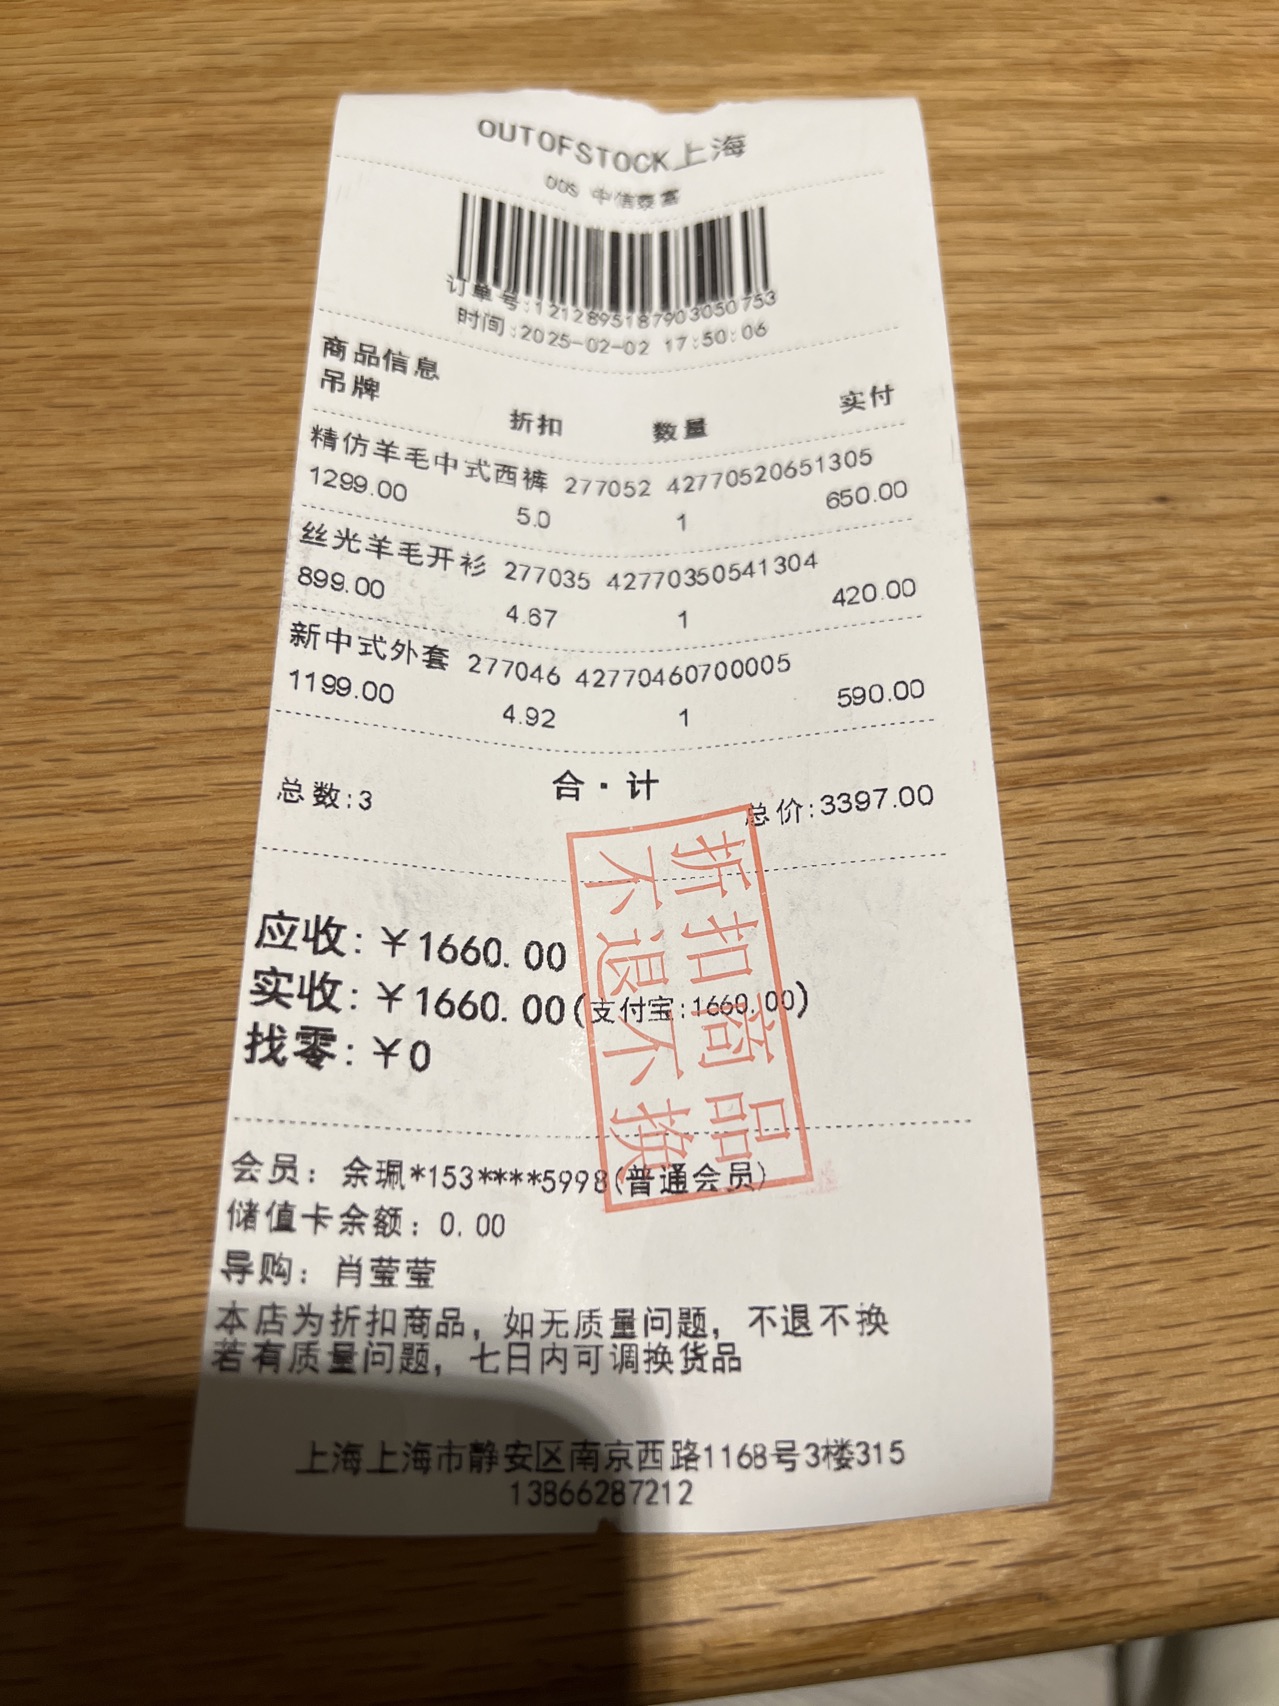 OUTOFSTOCK上海
OOS 中信泰富
订单号:1212895187903050753
时间:2025-02-02 17:50:06
商品信息
吊牌 折扣 数量 实付
精仿羊毛中式西裤 277052 42770520651305
1299.00 5.0 1 650.00
丝光羊毛开衫 277035 42770350541304
899.00 4.67 1 420.00
新中式外套 277046 42770460700005
1199.00 4.92 1 590.00
合·计
总数:3 总价:3397.00
折扣商品
不退不换
应收:¥1660.00
实收:¥1660.00(支付宝:1660.00)
找零:¥0
会员: 余珮*153****5998(普通会员)
储值卡余额: 0.00
导购: 肖莹莹
本店为折扣商品, 如无质量问题, 不退不换
若有质量问题, 七日内可调换货品
上海上海市静安区南京西路1168号3楼315
13866287212